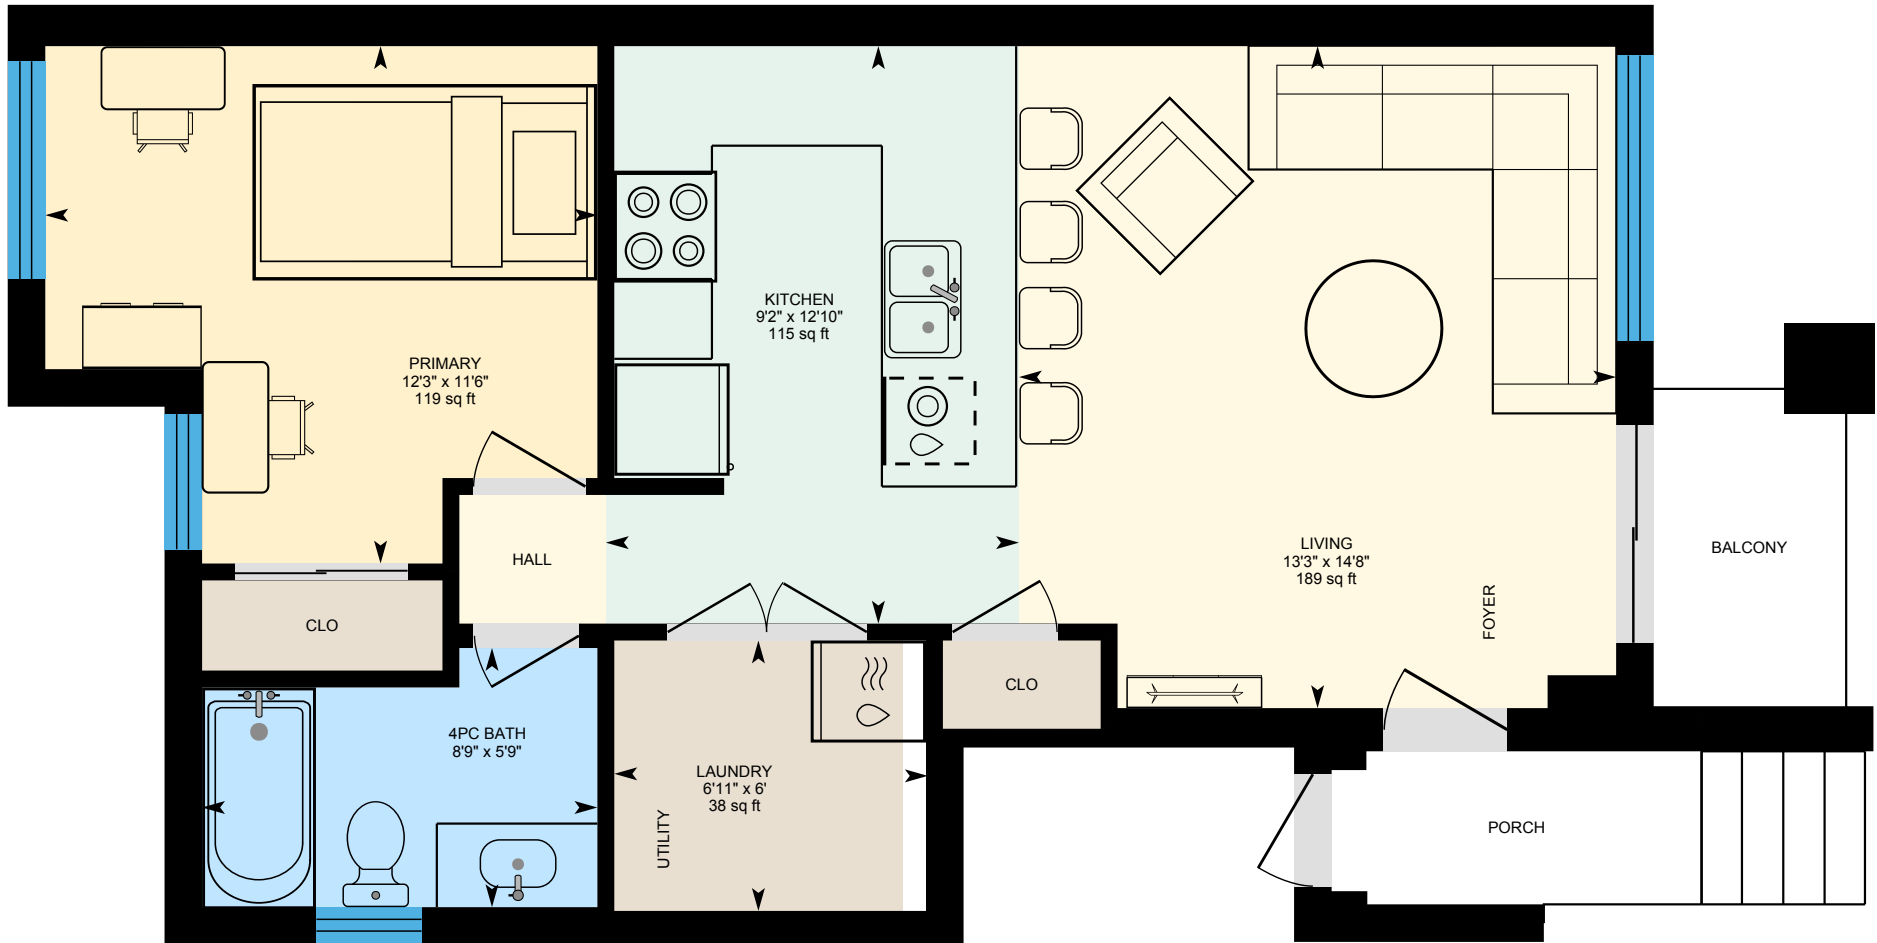 KITCHEN
9'2" x 12'10"
115 sq ft
PRIMARY
12'3" x 11'6"
119 sq ft
HALL
LIVING
13'3" x 14'8"
189 sq ft
FOYER
BALCONY
CLO
CLO
4PC BATH
8'9" x 5'9"
LAUNDRY
6'11" x 6'
38 sq ft
UTILITY
PORCH